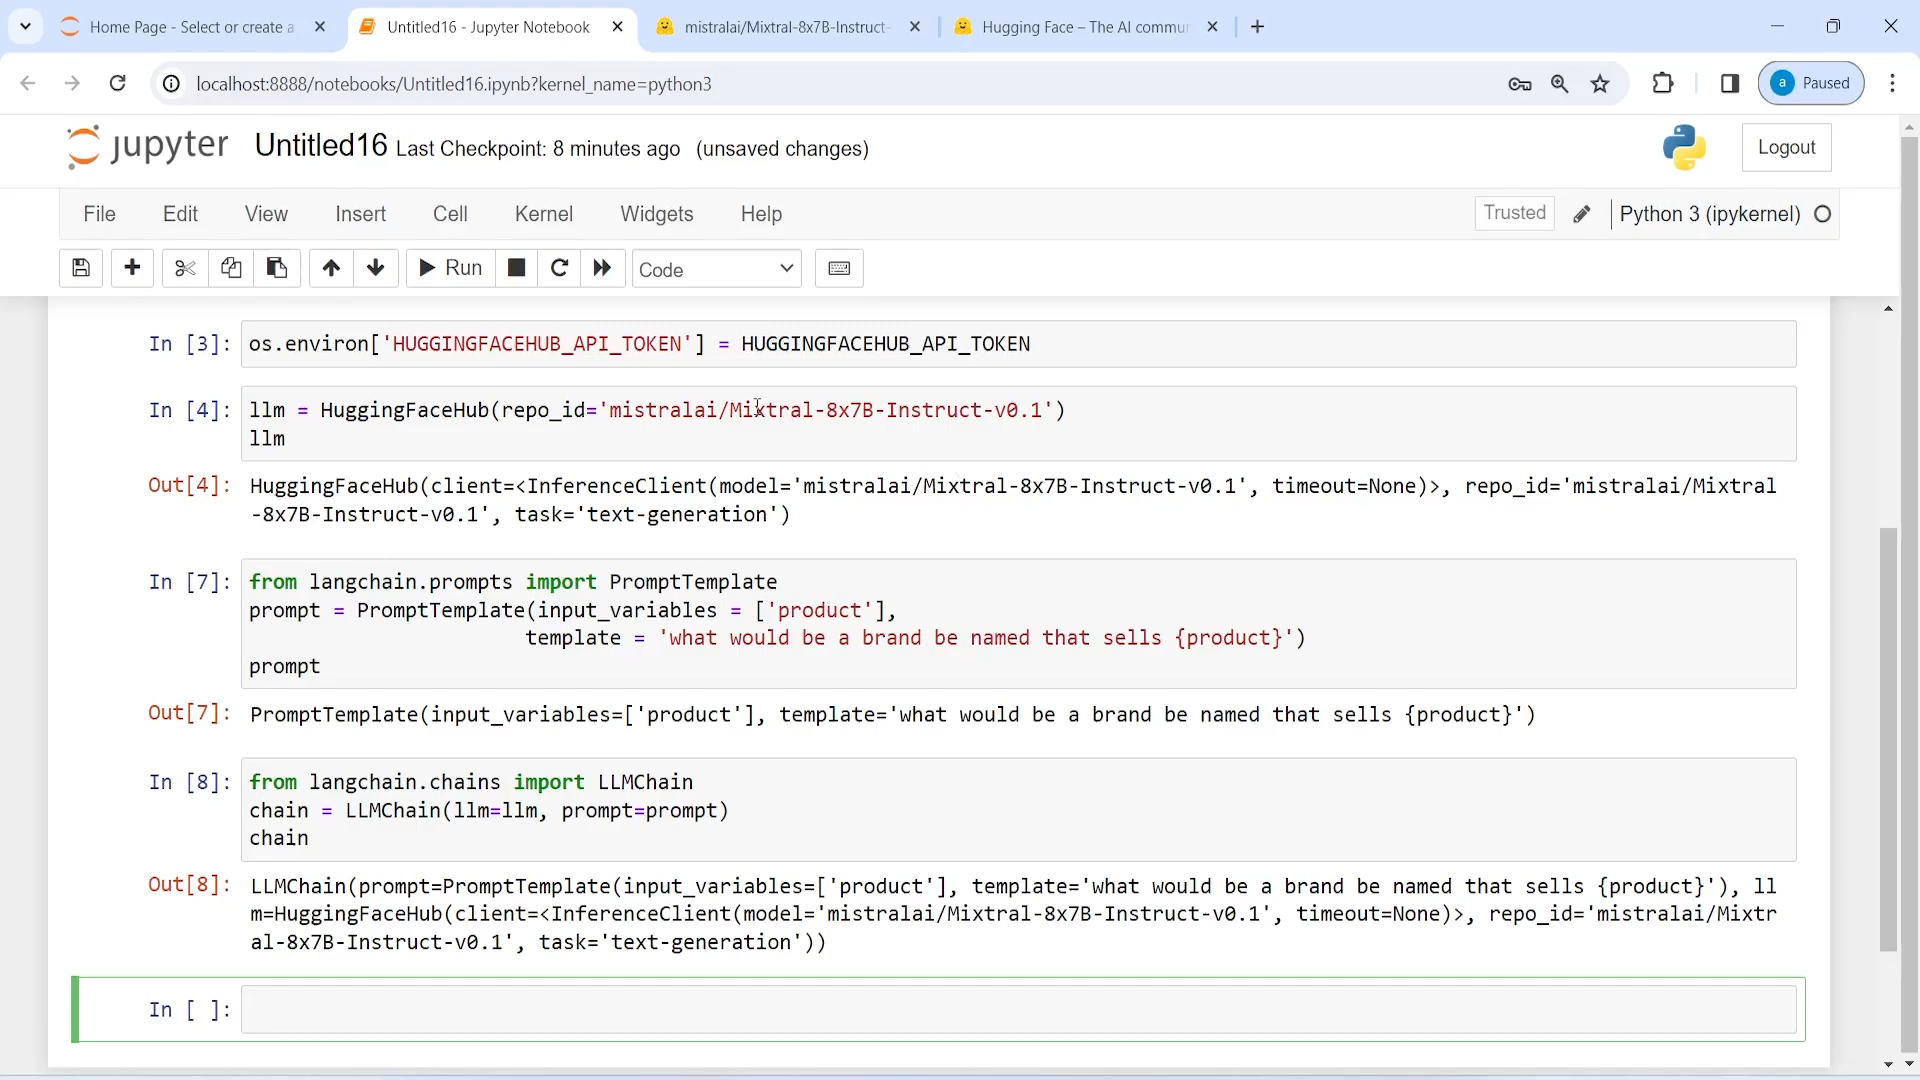 Home Page - Select or create a
Untitled16 - Jupyter Notebook
mistralai/Mixtral-8x7B-Instruct-
Hugging Face – The AI commun
localhost:8888/notebooks/Untitled16.ipynb?kernel_name=python3
a Paused
jupyter Untitled16 Last Checkpoint: 8 minutes ago (unsaved changes)
Logout
File Edit View Insert Cell Kernel Widgets Help
Trusted Python 3 (ipykernel)
Run Code
In [3]: os.environ['HUGGINGFACEHUB_API_TOKEN'] = HUGGINGFACEHUB_API_TOKEN
In [4]: llm = HuggingFaceHub(repo_id='mistralai/Mixtral-8x7B-Instruct-v0.1')
llm
Out[4]: HuggingFaceHub(client=<InferenceClient(model='mistralai/Mixtral-8x7B-Instruct-v0.1', timeout=None)>, repo_id='mistralai/Mixtral
-8x7B-Instruct-v0.1', task='text-generation')
In [7]: from langchain.prompts import PromptTemplate
prompt = PromptTemplate(input_variables = ['product'],
template = 'what would be a brand be named that sells {product}')
prompt
Out[7]: PromptTemplate(input_variables=['product'], template='what would be a brand be named that sells {product}')
In [8]: from langchain.chains import LLMChain
chain = LLMChain(llm=llm, prompt=prompt)
chain
Out[8]: LLMChain(prompt=PromptTemplate(input_variables=['product'], template='what would be a brand be named that sells {product}'), ll
m=HuggingFaceHub(client=<InferenceClient(model='mistralai/Mixtral-8x7B-Instruct-v0.1', timeout=None)>, repo_id='mistralai/Mixtr
al-8x7B-Instruct-v0.1', task='text-generation'))
In [ ]: